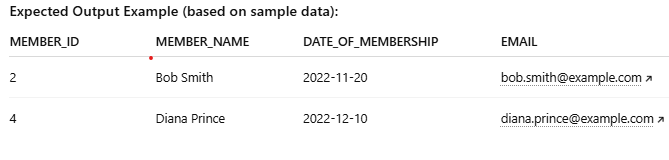 Expected Output Example (based on sample data):
MEMBER_ID MEMBER_NAME DATE_OF_MEMBERSHIP EMAIL
2 Bob Smith 2022-11-20 bob.smith@example.com ↗
4 Diana Prince 2022-12-10 diana.prince@example.com ↗